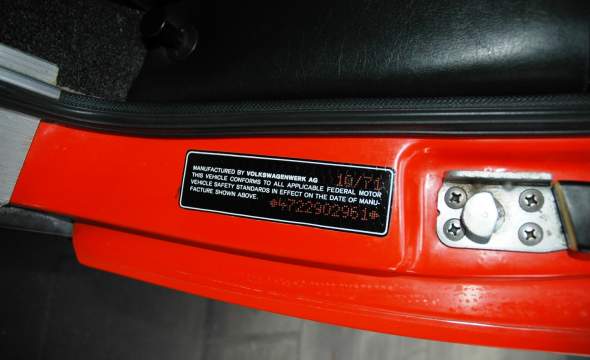 MANUFACTURED BY VOLKSWAGENWERK AG 10/71
THIS VEHICLE CONFORMS TO ALL APPLICABLE FEDERAL MOTOR
VEHICLE SAFETY STANDARDS IN EFFECT ON THE DATE OF MANU-
FACTURE SHOWN ABOVE. *4722902961*